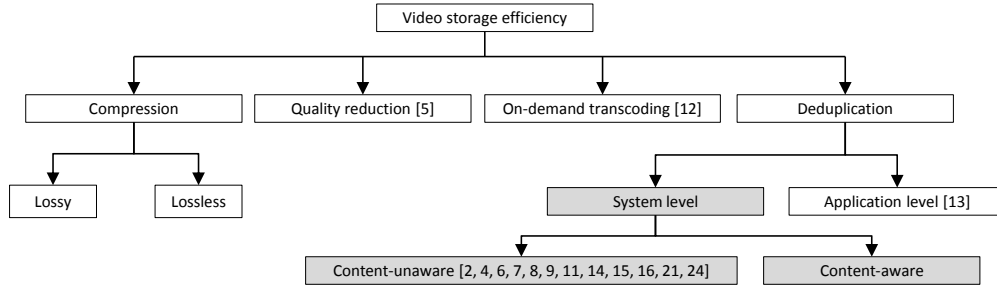 Video storage efficiency
Compression
Quality reduction [5]
On-demand transcoding [12]
Deduplication
Lossy
Lossless
System level
Application level [13]
Content-unaware [2, 4, 6, 7, 8, 9, 11, 14, 15, 16, 21, 24]
Content-aware